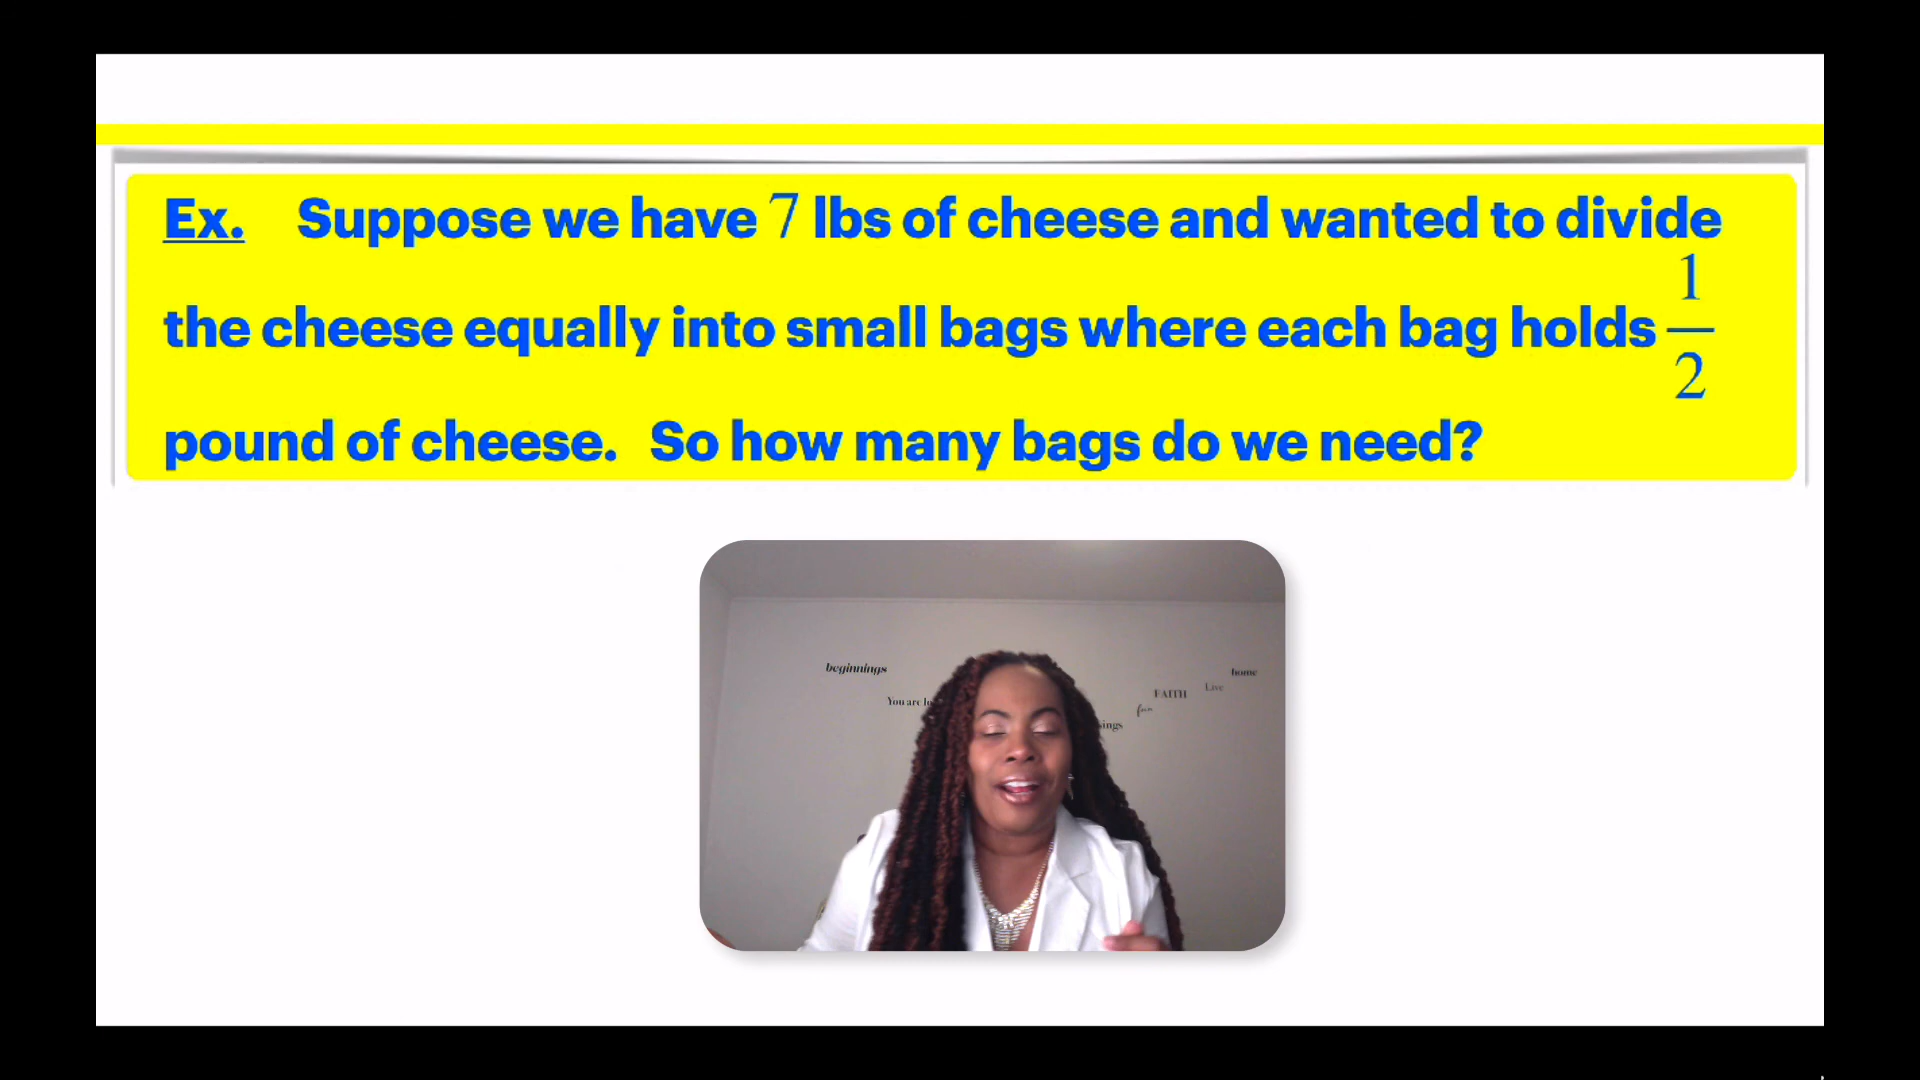 Ex. Suppose we have 7 lbs of cheese and wanted to divide
the cheese equally into small bags where each bag holds 1/2
pound of cheese. So how many bags do we need?
beginnings
You are
home
Live
FAITH
fun